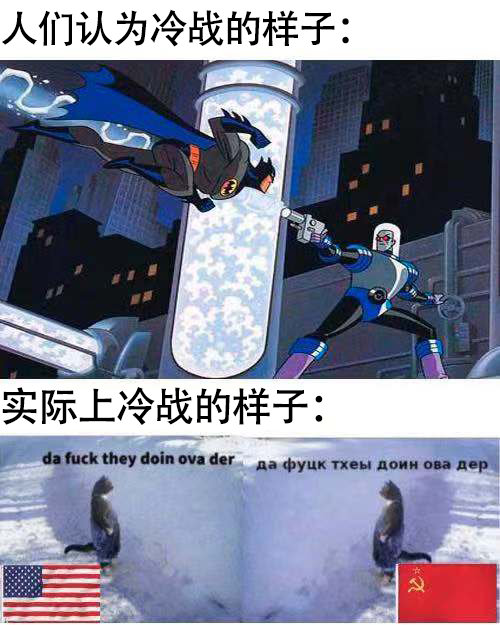 人们认为冷战的样子：
实际上冷战的样子：
da fuck they doin ova der
да фуцк тхеы доин ова дер